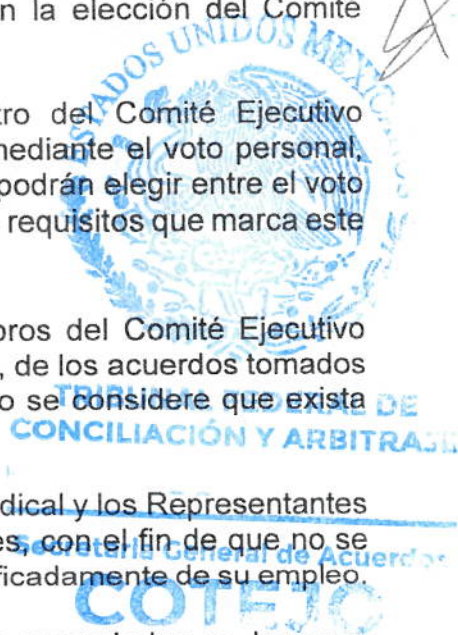 n la elección del Comité
ESTADOS UNIDOS MEXICANOS
tro del Comité Ejecutivo
mediante el voto personal,
podrán elegir entre el voto
requisitos que marca este
bros del Comité Ejecutivo
, de los acuerdos tomados
o se considere que exista
TRIBUNAL FEDERAL DE
CONCILIACIÓN Y ARBITRAJE
dical y los Representantes
es, con el fin de que no se
Secretaría General de Acuerdos
ficadamente de su empleo.
COTEJO